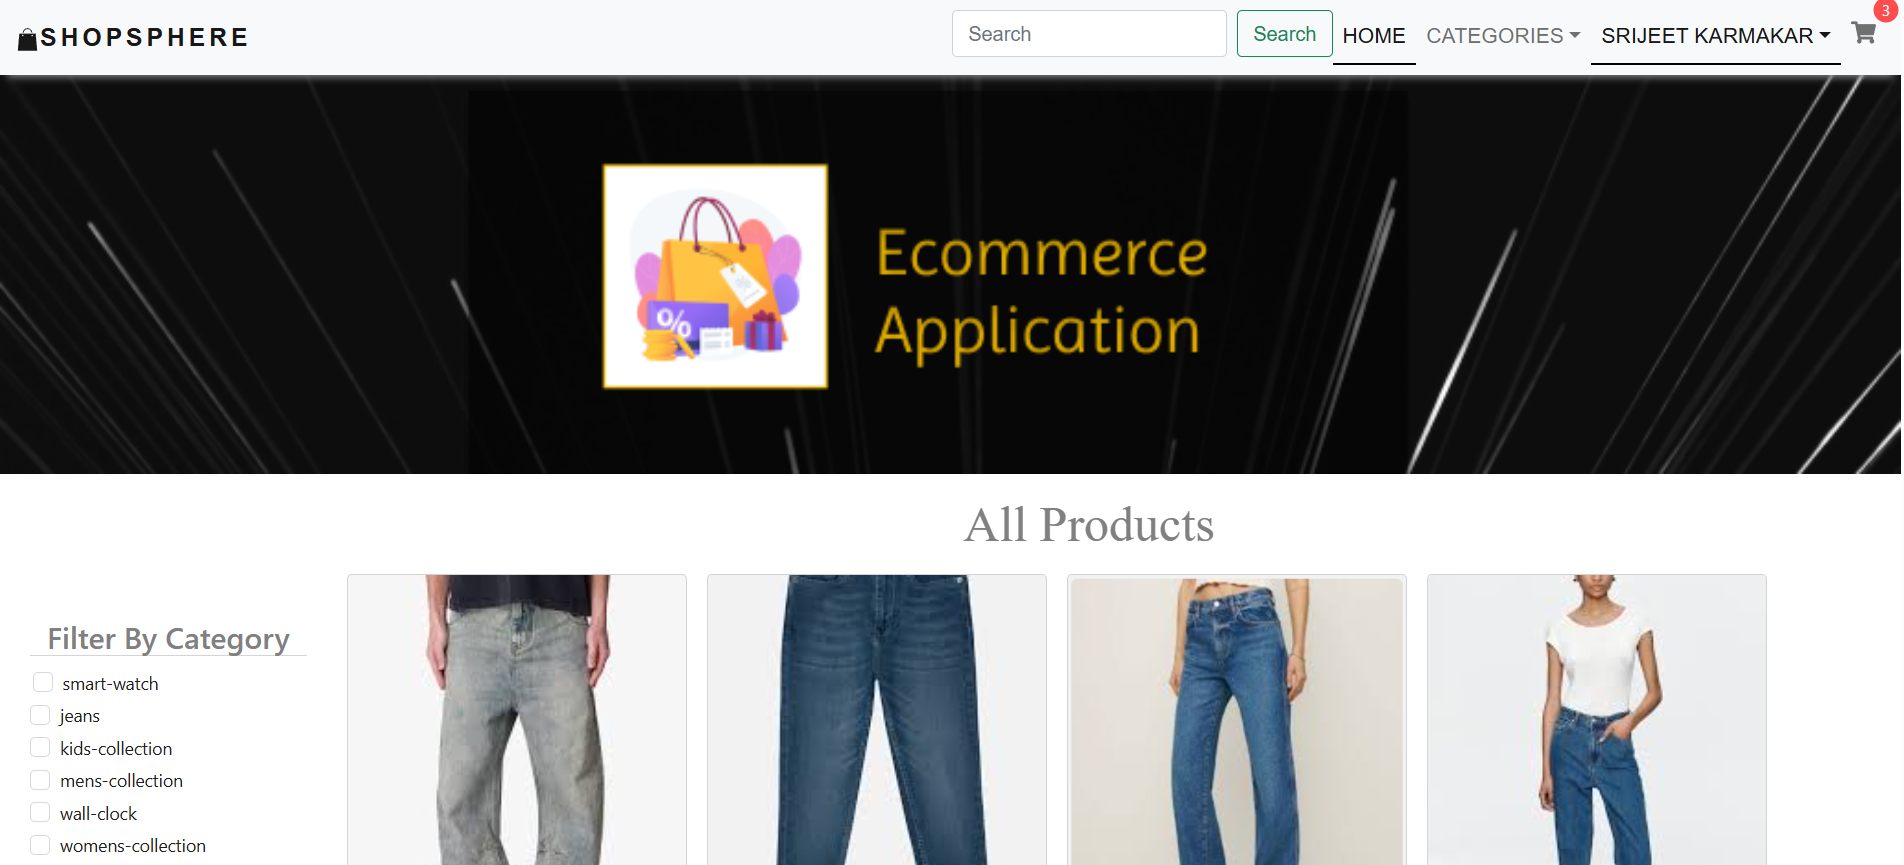 SHOPSPHERE
Search
Search
HOME
CATEGORIES
SRIJEET KARMAKAR
3
%
Ecommerce
Application
All Products
Filter By Category
smart-watch
jeans
kids-collection
mens-collection
wall-clock
womens-collection